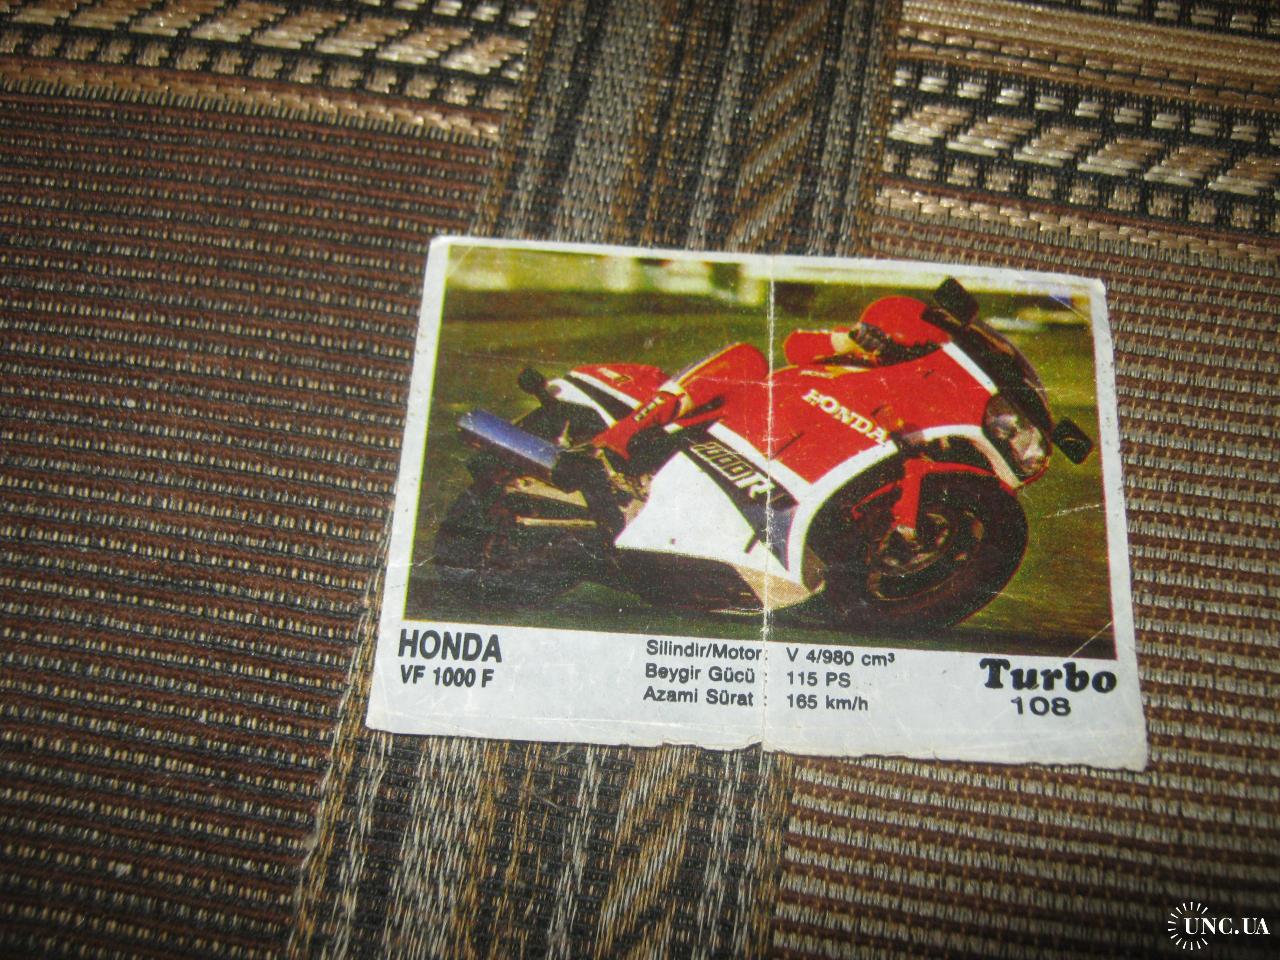 HONDA
1000R
HONDA
VF 1000 F
Silindir/Motor : V 4/980 cm³
Beygir Gücü : 115 PS
Azami Sürat : 165 km/h
Turbo
108
UNC.UA